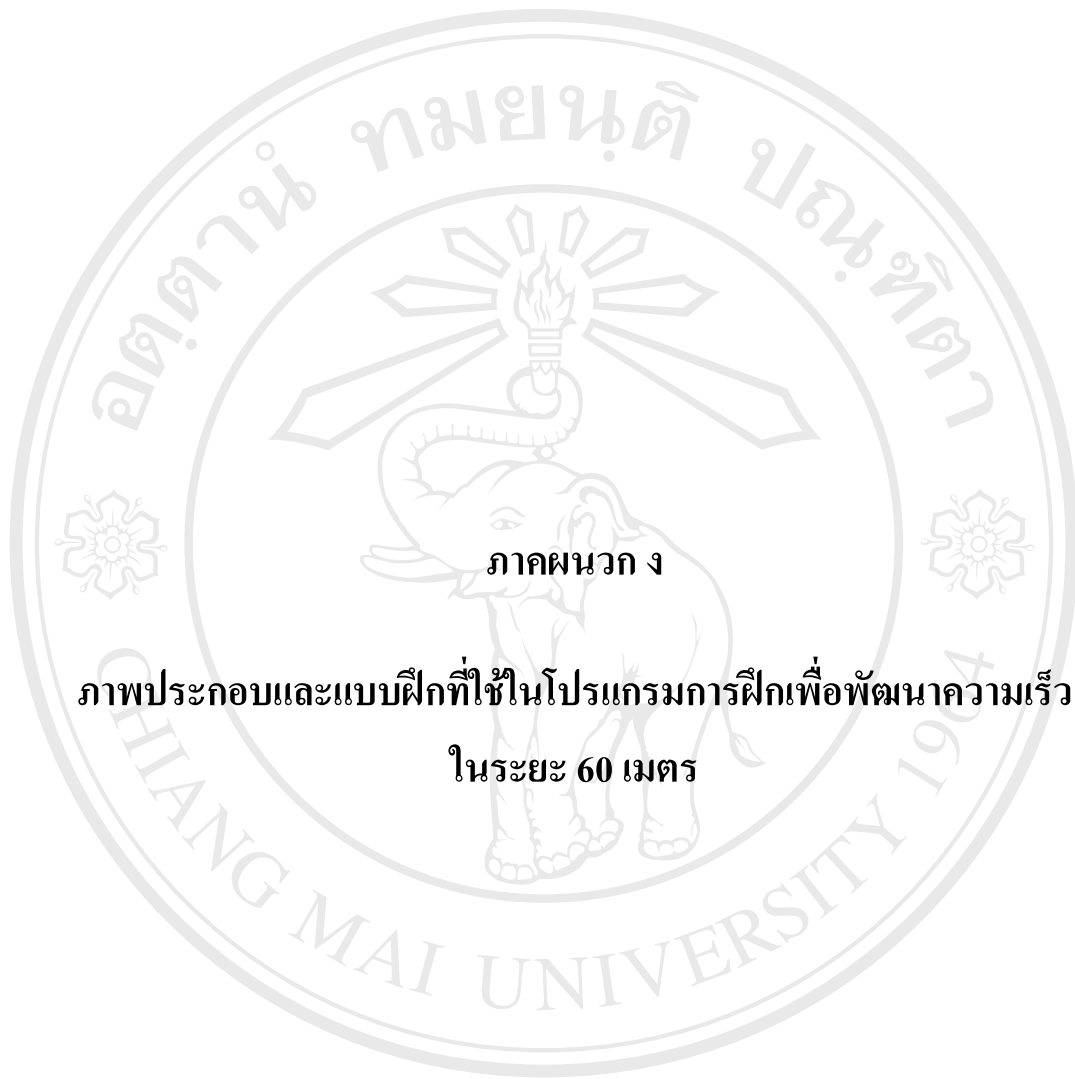 อตฺตานํ ทมยนฺติ ปณฺฑิตา
ภาคผนวก ง
ภาพประกอบและแบบฝึกที่ใช้ในโปรแกรมการฝึกเพื่อพัฒนาความเร็ว
ในระยะ 60 เมตร
CHIANG MAI UNIVERSITY 1964